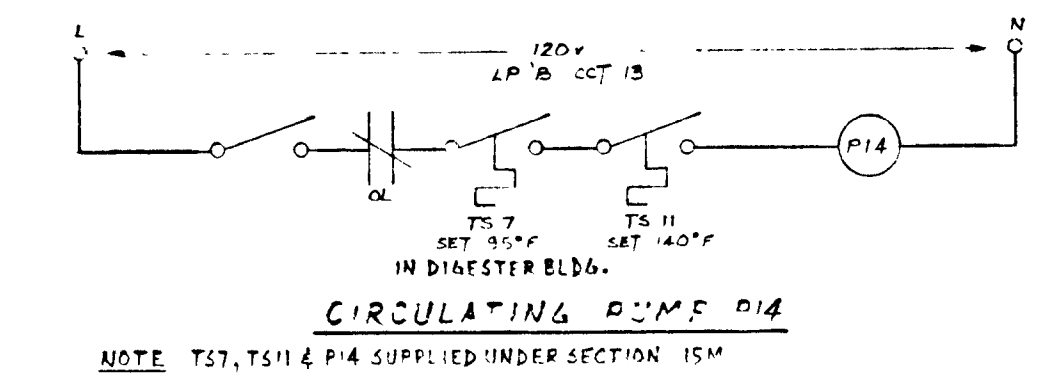 L N
120V
LP 'B' CCT 13
P14
OL
TS 7 TS 11
SET 95°F SET 140°F
IN DIGESTER BLDG.
CIRCULATING PUMP P14
NOTE TS7, TS11 & P14 SUPPLIED UNDER SECTION 15M